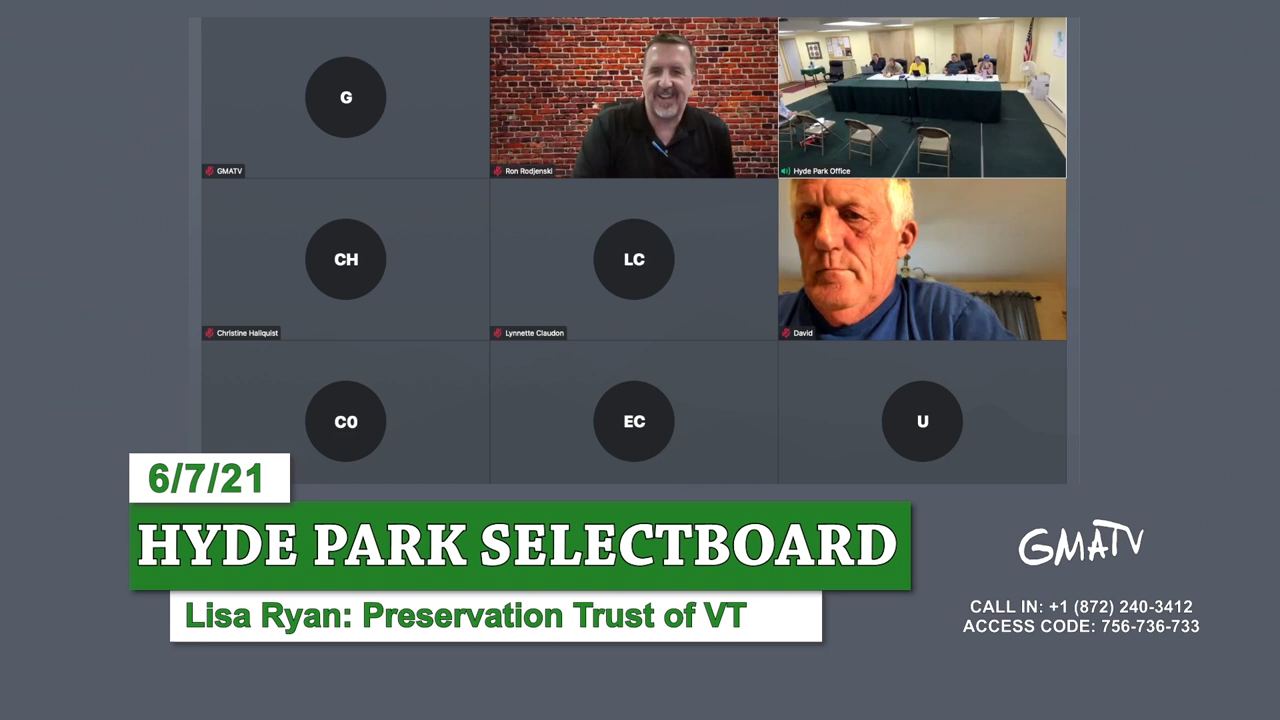 G
GMATV
Ron Rodjenski
Hyde Park Office
CH
Christine Hallquist
LC
Lynnette Claudon
David
C0
EC
U
6/7/21
HYDE PARK SELECTBOARD
Lisa Ryan: Preservation Trust of VT
GMATV
CALL IN: +1 (872) 240-3412
ACCESS CODE: 756-736-733